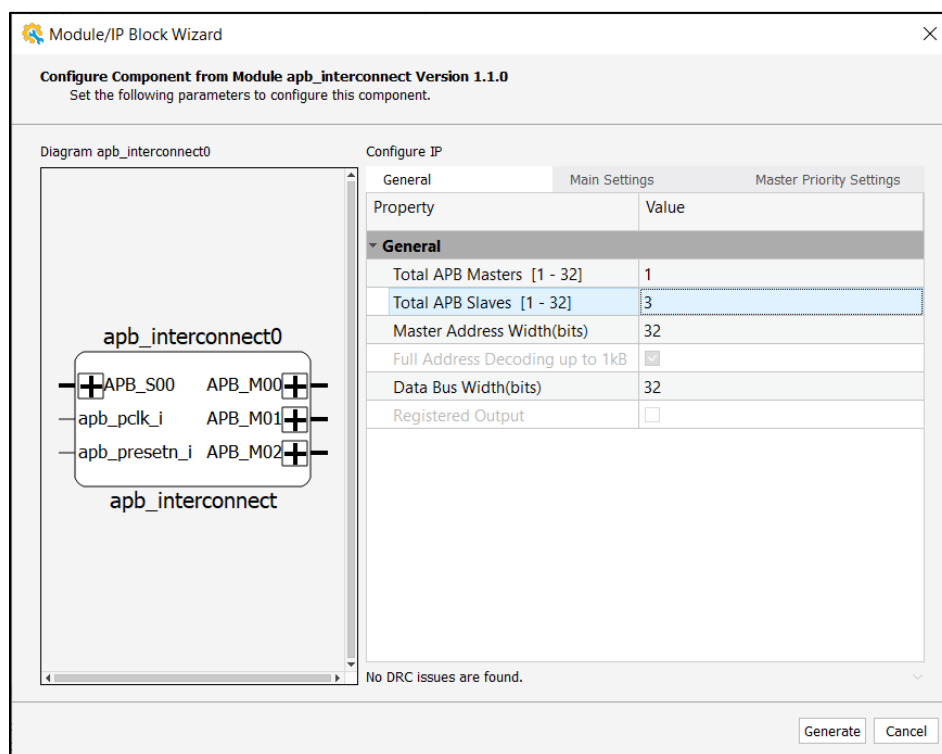 Module/IP Block Wizard
Configure Component from Module apb_interconnect Version 1.1.0
Set the following parameters to configure this component.
Diagram apb_interconnect0
Configure IP
General Main Settings Master Priority Settings
Property Value
General
Total APB Masters [1 - 32] 1
Total APB Slaves [1 - 32] 3
Master Address Width(bits) 32
Full Address Decoding up to 1kB
Data Bus Width(bits) 32
Registered Output
apb_interconnect0
APB_S00 APB_M00
apb_pclk_i APB_M01
apb_presetn_i APB_M02
apb_interconnect
No DRC issues are found.
Generate Cancel